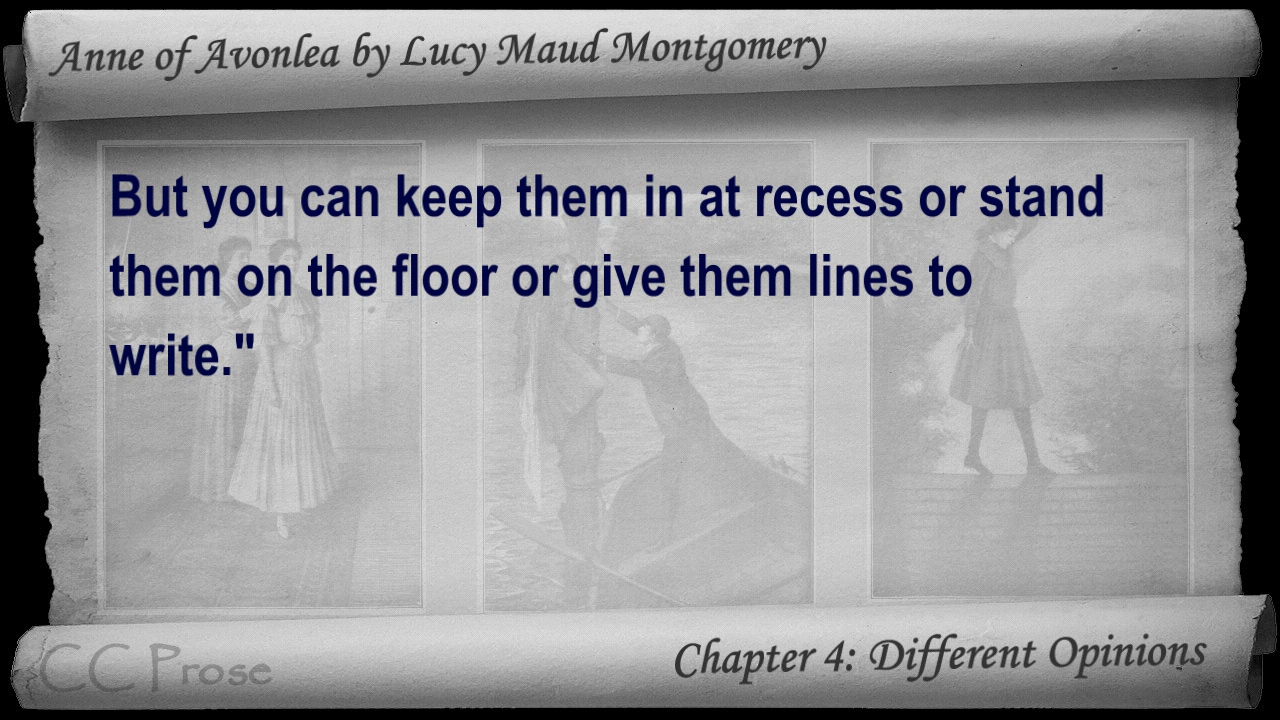 Anne of Avonlea by Lucy Maud Montgomery
But you can keep them in at recess or stand
them on the floor or give them lines to
write."
CC Prose
Chapter 4: Different Opinions